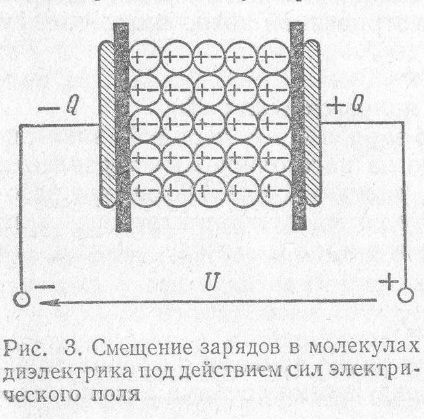 +- +- +- +- +-
+- +- +- +- +-
+- +- +- +- +-
+- +- +- +- +-
+- +- +- +- +-
−Q
+Q
−
U
+
Рис. 3. Смещение зарядов в молекулах
диэлектрика под действием сил электри-
ческого поля